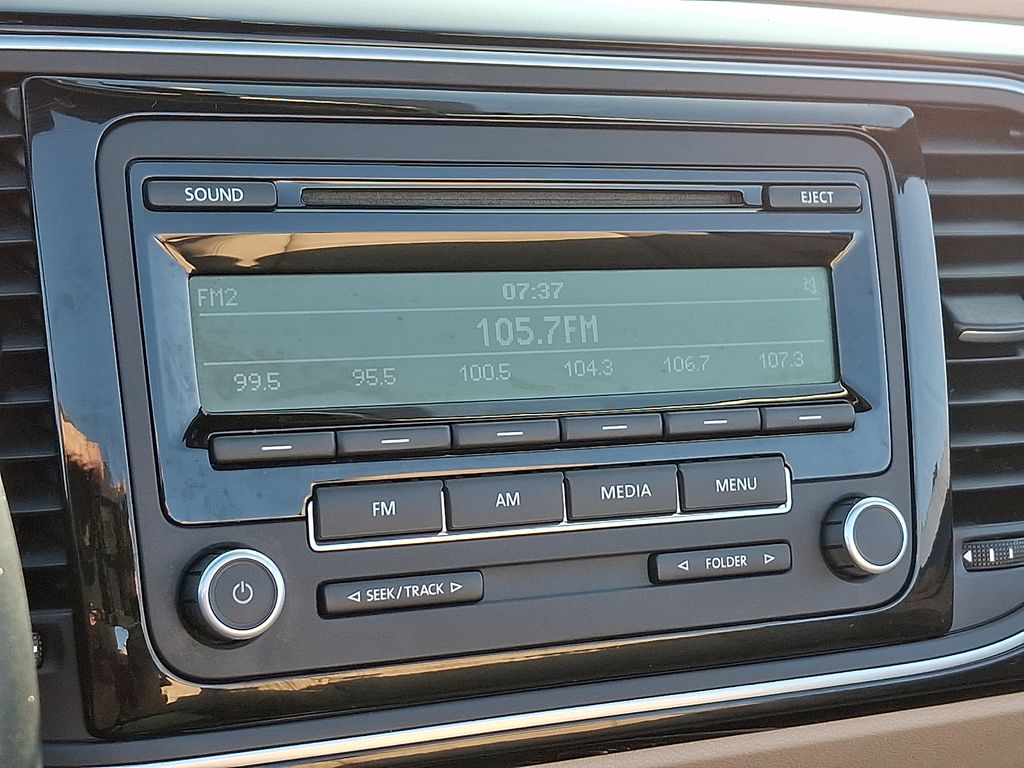 SOUND EJECT
FM2 07:37
105.7FM
99.5 95.5 100.5 104.3 106.7 107.3
FM AM MEDIA MENU
SEEK/TRACK FOLDER